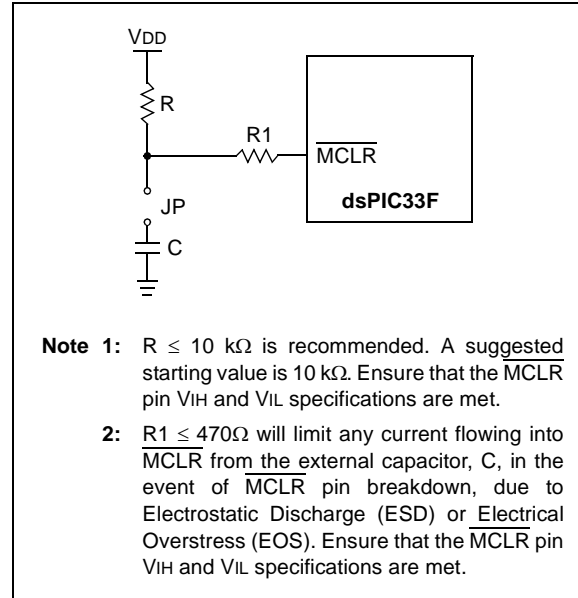 VDD
R
R1
MCLR
dsPIC33F
JP
C
Note 1: R ≤ 10 kΩ is recommended. A suggested
starting value is 10 kΩ. Ensure that the MCLR
pin VIH and VIL specifications are met.
2: R1 ≤ 470Ω will limit any current flowing into
MCLR from the external capacitor, C, in the
event of MCLR pin breakdown, due to
Electrostatic Discharge (ESD) or Electrical
Overstress (EOS). Ensure that the MCLR pin
VIH and VIL specifications are met.